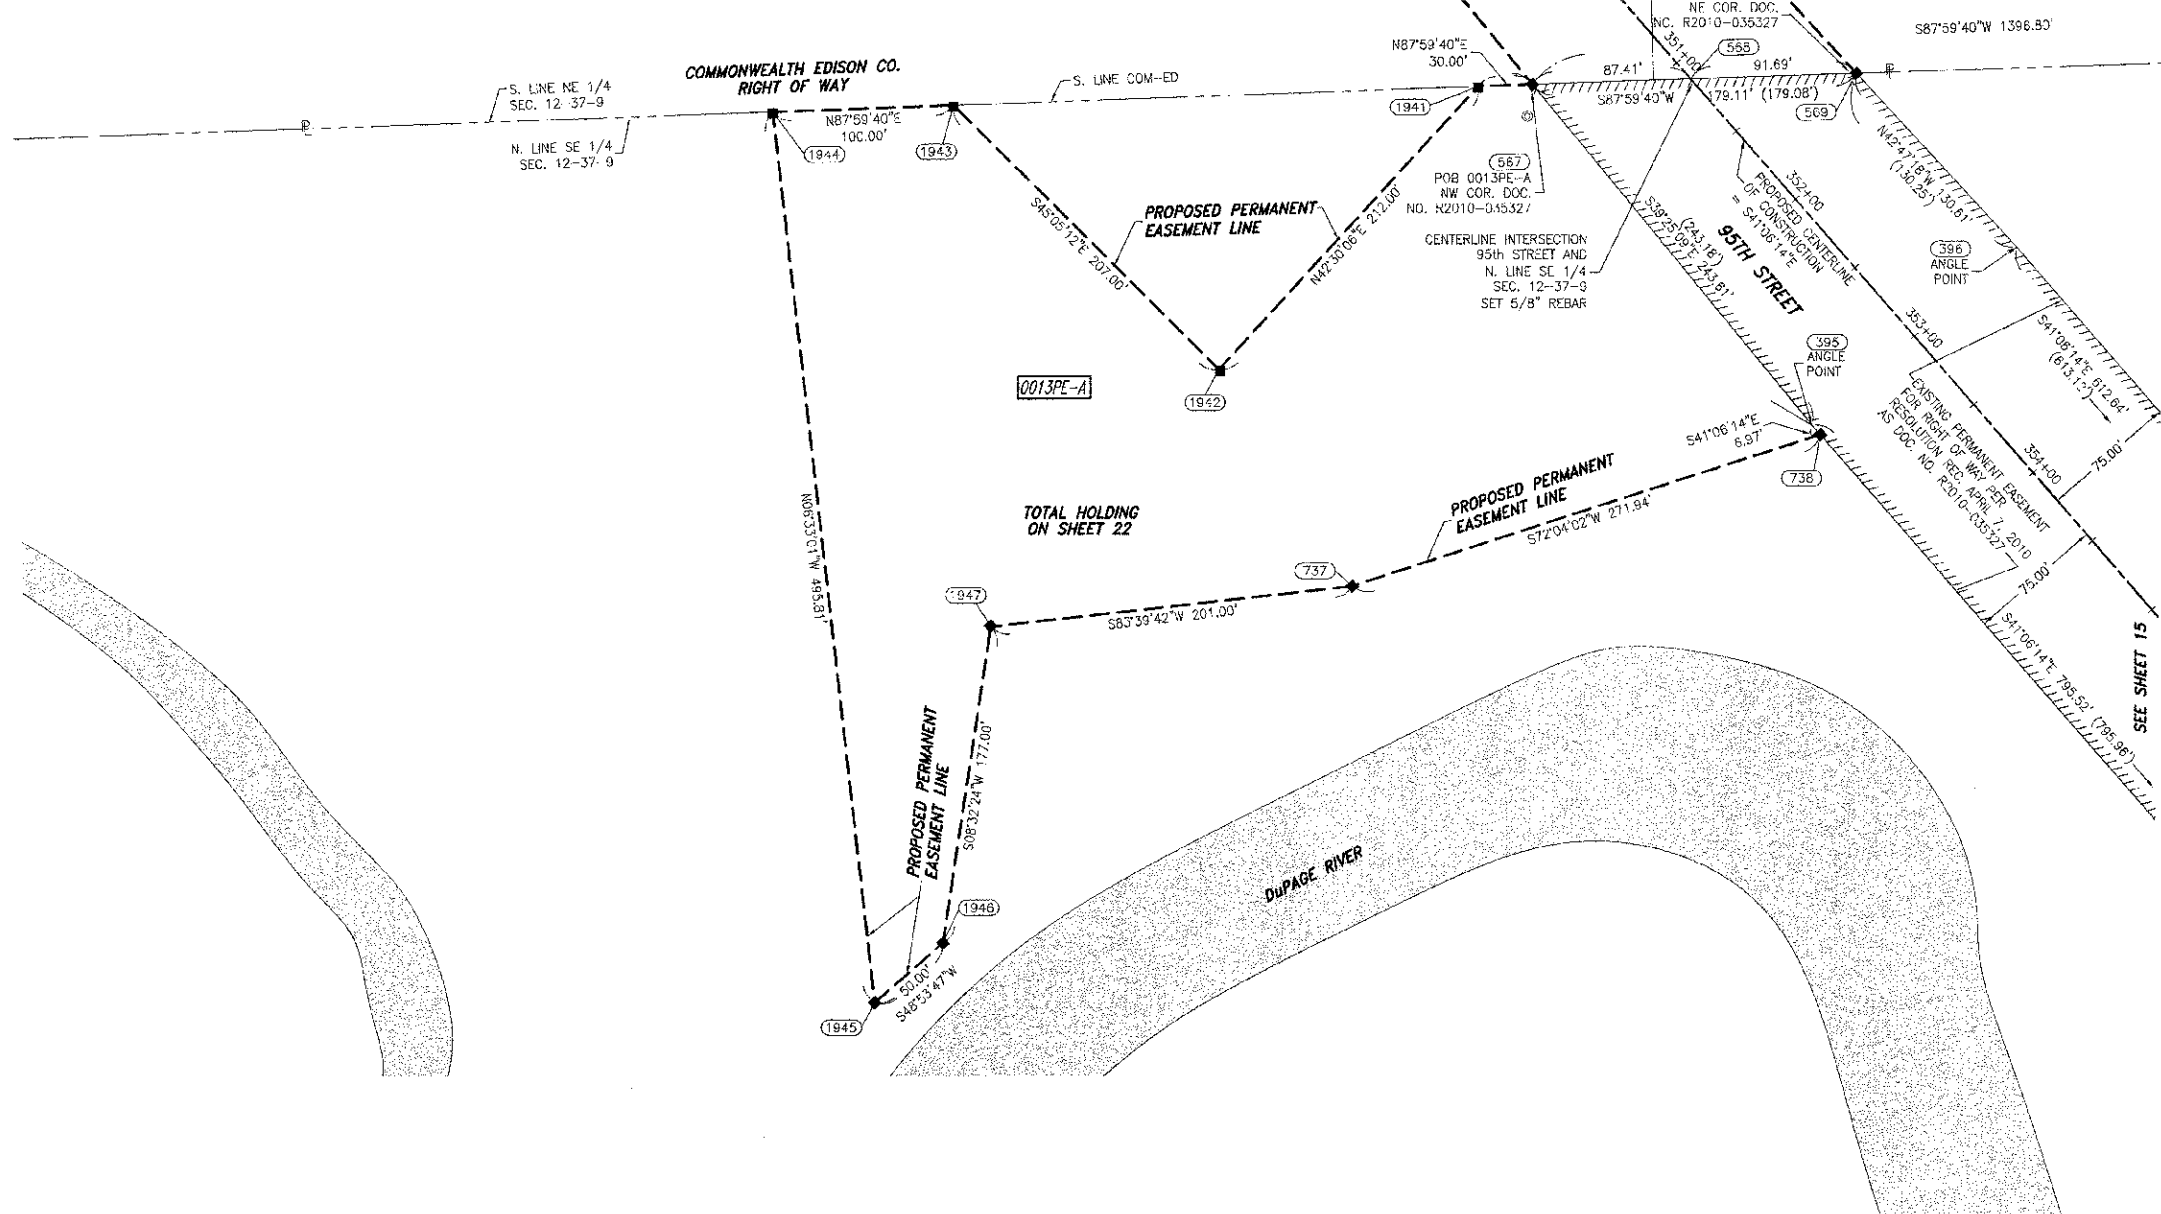 COMMONWEALTH EDISON CO.
RIGHT OF WAY
S. LINE NE 1/4
SEC. 12-37-9
N. LINE SE 1/4
SEC. 12-37-9
N87°59'40"E
100.00'
1944
1943
S. LINE COM-ED
N87°59'40"E
30.00'
1941
NE COR. DOC.
NO. R2010-035327
S87°59'40"W 1396.80'
351+00
568
87.41'
91.69'
S87°59'40"W
179.11' (179.08')
569
567
POB 0013PE-A
NW COR. DOC.
NO. R2010-035327
CENTERLINE INTERSECTION
95th STREET AND
N. LINE SE 1/4
SEC. 12-37-9
SET 5/8" REBAR
PROPOSED PERMANENT
EASEMENT LINE
S45°05'12"E 207.00'
N42°30'06"E 212.00'
1942
0013PE-A
TOTAL HOLDING
ON SHEET 22
N42°47'18"W 130.61'
(130.25')
352+00
PROPOSED CENTERLINE
OF CONSTRUCTION
= S41°06'14"E
95TH STREET
S39°25'09"E 243.61'
(243.18')
396
ANGLE
POINT
353+00
395
ANGLE
POINT
S41°06'14"E 612.64'
EXISTING PERMANENT EASEMENT
FOR RIGHT OF WAY PER
RESOLUTION REC. APRIL 7, 2010
AS DOC. NO. R2010-035327
354+00
75.00'
75.00'
S41°06'14"E
6.97'
738
PROPOSED PERMANENT
EASEMENT LINE
S72°04'02"W 271.94'
737
1947
S83°39'42"W 201.00'
N06°33'01"W 495.81'
PROPOSED PERMANENT
EASEMENT LINE
S08°32'24"W 177.00'
1946
50.00'
S48°53'47"W
1945
DuPAGE RIVER
S41°06'14"E 795.52' (795.96')
SEE SHEET 15